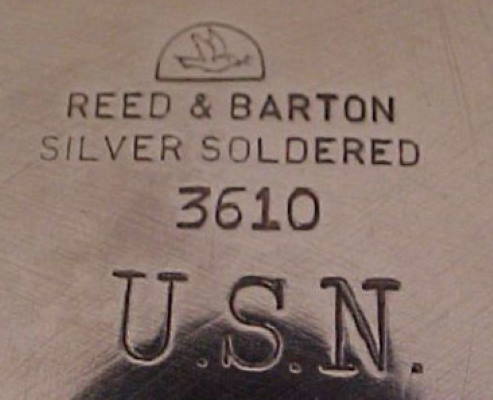 REED & BARTON
SILVER SOLDERED
3610
U.S.N.